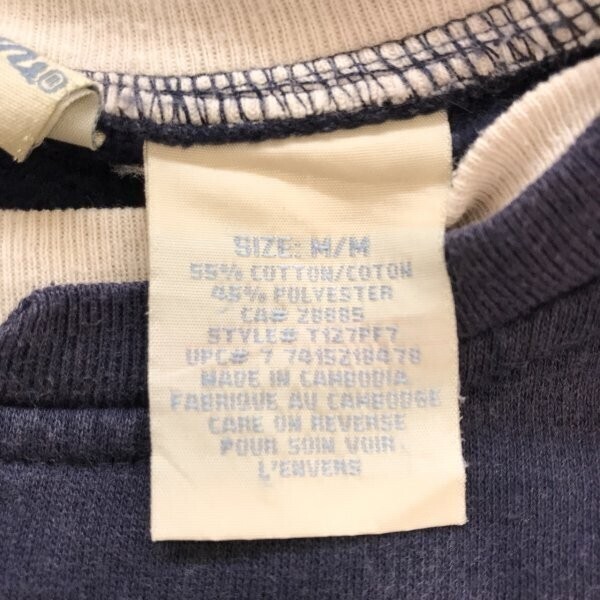 SIZE: M/M
55% COTTON/COTON
45% POLYESTER
CA# 28885
STYLE# T127FF7
UPC# 7 7415218478
MADE IN CAMBODIA
FABRIQUE AU CAMBODGE
CARE ON REVERSE
POUR SOIN VOIR
L'ENVERS